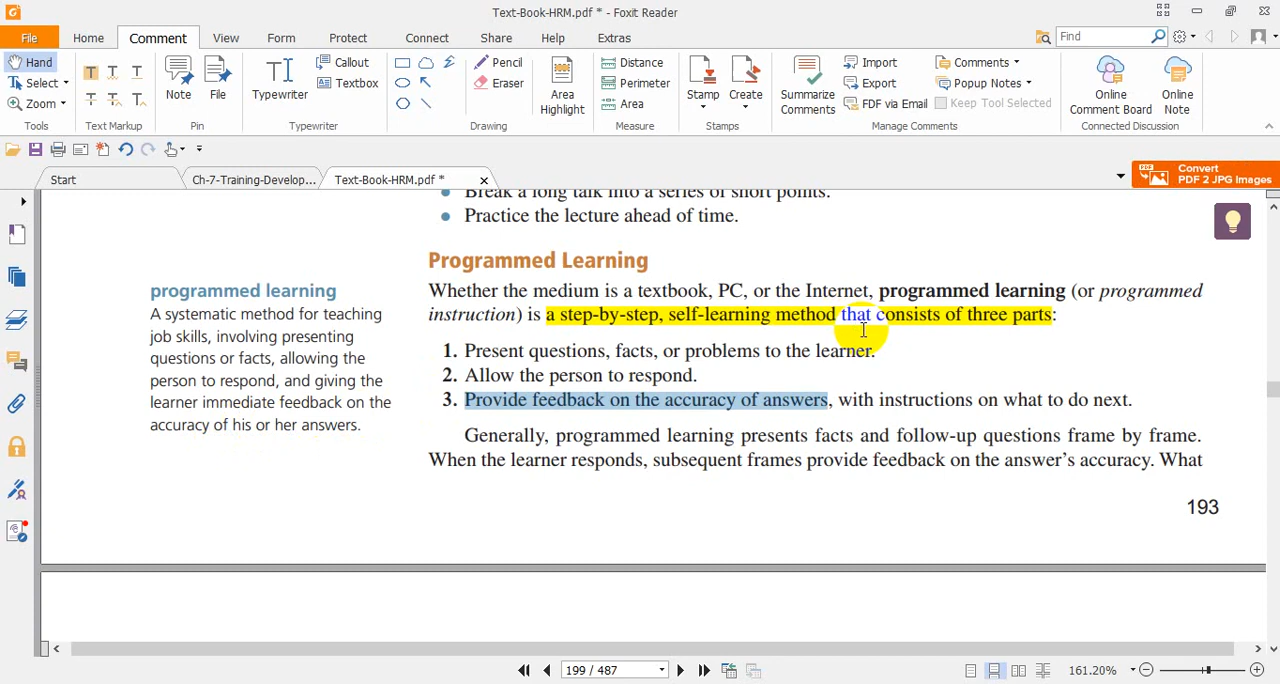 Text-Book-HRM.pdf * - Foxit Reader
File Home Comment View Form Protect Connect Share Help Extras Find
Hand
Select
Zoom
Tools
Text Markup
Note
File
Pin
Typewriter
Callout
Textbox
Typewriter
Drawing
Pencil
Eraser
Area
Highlight
Distance
Perimeter
Area
Measure
Stamp
Create
Stamps
Summarize
Comments
Import
Export
FDF via Email
Comments
Popup Notes
Keep Tool Selected
Manage Comments
Online
Comment Board
Online
Note
Connected Discussion
Start
Ch-7-Training-Develop...
Text-Book-HRM.pdf *
Convert
PDF 2 JPG Images
Break a long talk into a series of short points.
Practice the lecture ahead of time.
Programmed Learning
programmed learning
A systematic method for teaching
job skills, involving presenting
questions or facts, allowing the
person to respond, and giving the
learner immediate feedback on the
accuracy of his or her answers.
Whether the medium is a textbook, PC, or the Internet, programmed learning (or programmed
instruction) is a step-by-step, self-learning method that consists of three parts:
1. Present questions, facts, or problems to the learner.
2. Allow the person to respond.
3. Provide feedback on the accuracy of answers, with instructions on what to do next.
Generally, programmed learning presents facts and follow-up questions frame by frame.
When the learner responds, subsequent frames provide feedback on the answer's accuracy. What
193
199 / 487
161.20%